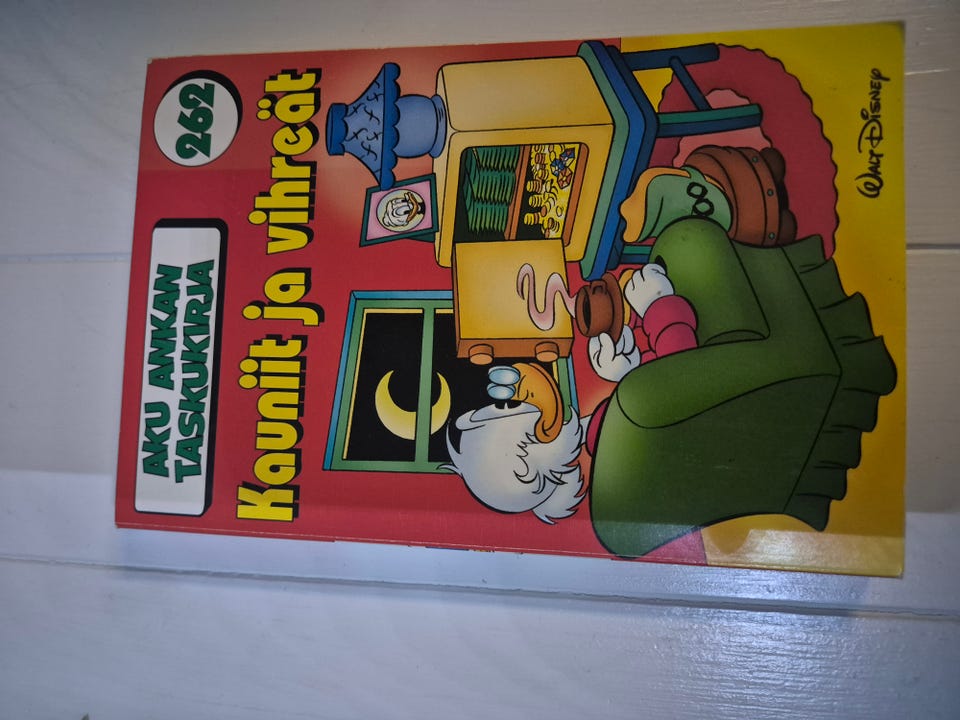 AKU ANKAN
TASKUKIRJA
262
Kauniit ja vihreät
WALT DISNEY